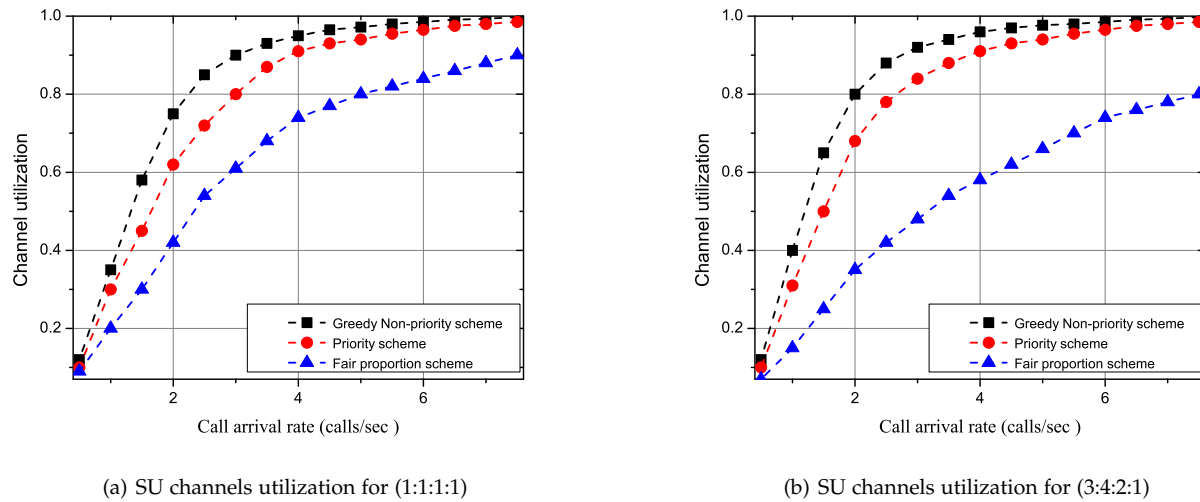 1.0
0.8
0.6
0.4
0.2
Channel utilization
Greedy Non-priority scheme
Priority scheme
Fair proportion scheme
2 4 6
Call arrival rate (calls/sec )
(a) SU channels utilization for (1:1:1:1)
1.0
0.8
0.6
0.4
0.2
Channel utilization
Greedy Non-priority scheme
Priority scheme
Fair proportion scheme
2 4 6
Call arrival rate (calls/sec )
(b) SU channels utilization for (3:4:2:1)